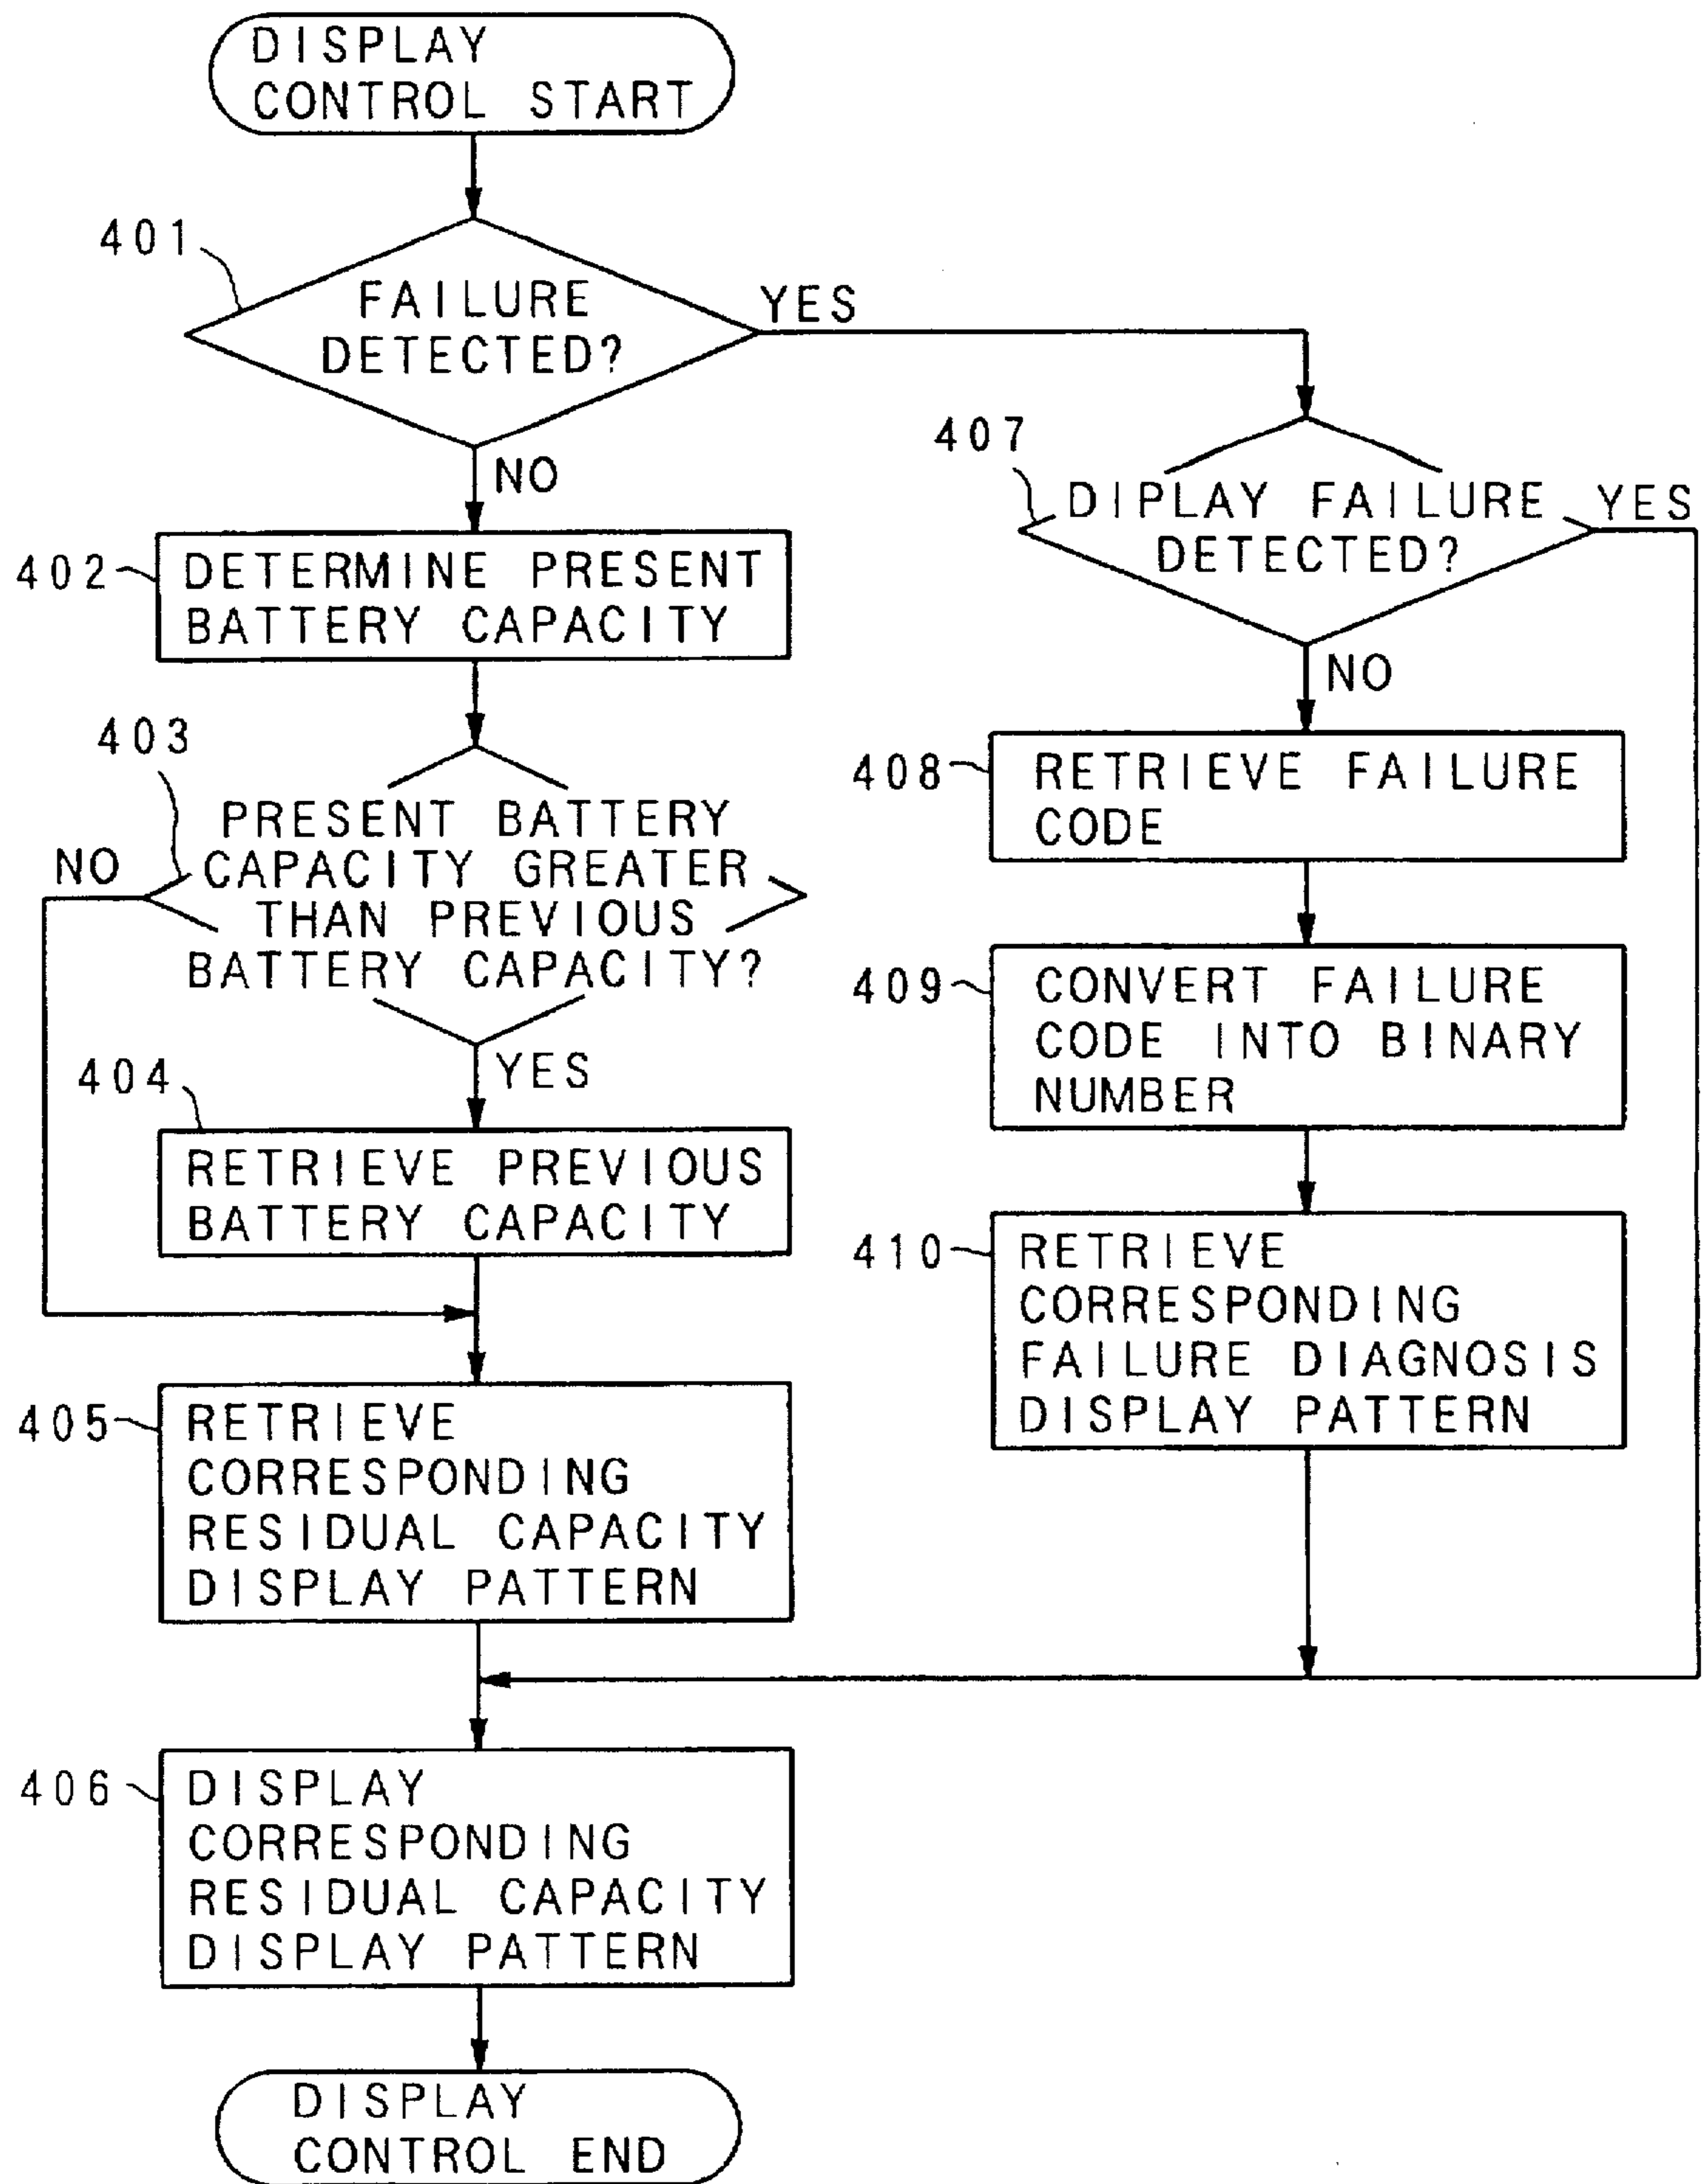 DISPLAY
CONTROL START
401
FAILURE
DETECTED?
YES
NO
402
DETERMINE PRESENT
BATTERY CAPACITY
403
PRESENT BATTERY
CAPACITY GREATER
THAN PREVIOUS
BATTERY CAPACITY?
NO
YES
404
RETRIEVE PREVIOUS
BATTERY CAPACITY
405
RETRIEVE
CORRESPONDING
RESIDUAL CAPACITY
DISPLAY PATTERN
406
DISPLAY
CORRESPONDING
RESIDUAL CAPACITY
DISPLAY PATTERN
DISPLAY
CONTROL END
407
DIPLAY FAILURE
DETECTED?
YES
NO
408
RETRIEVE FAILURE
CODE
409
CONVERT FAILURE
CODE INTO BINARY
NUMBER
410
RETRIEVE
CORRESPONDING
FAILURE DIAGNOSIS
DISPLAY PATTERN